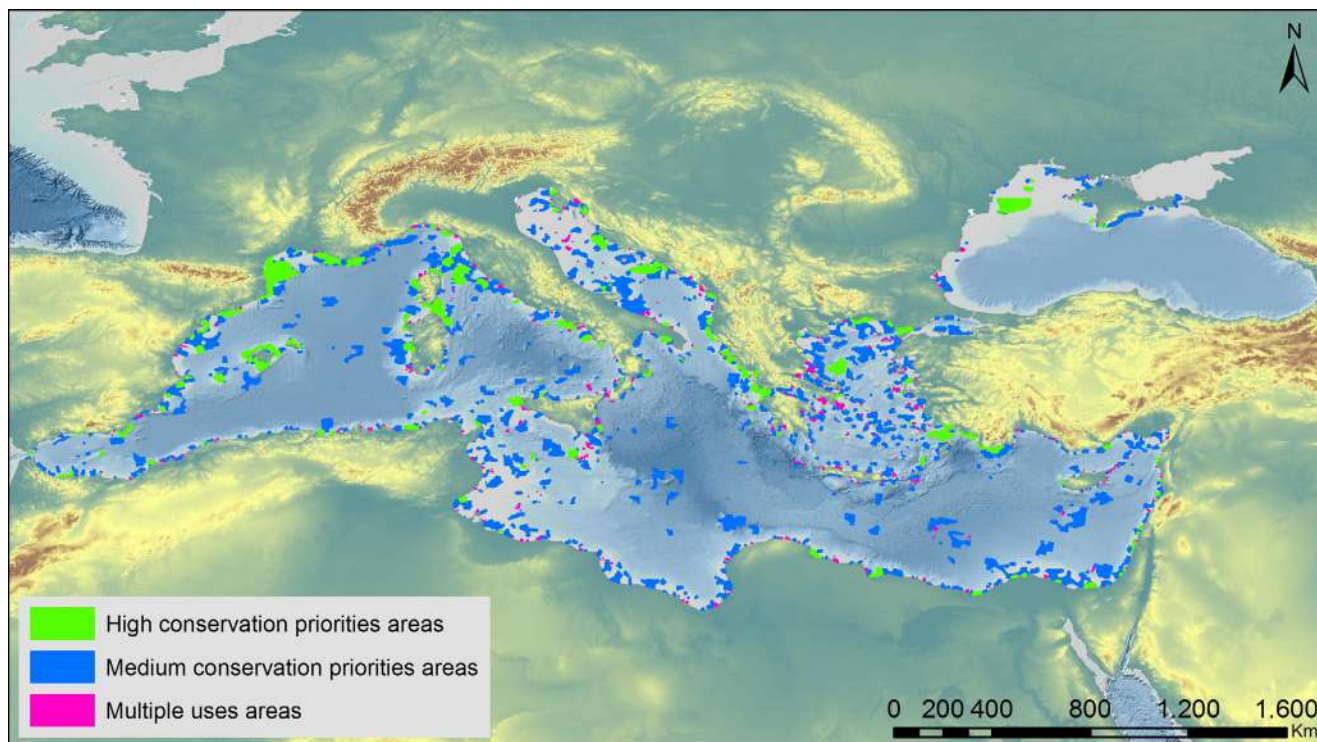 N
High conservation priorities areas
Medium conservation priorities areas
Multiple uses areas
0 200 400 800 1.200 1.600
Km